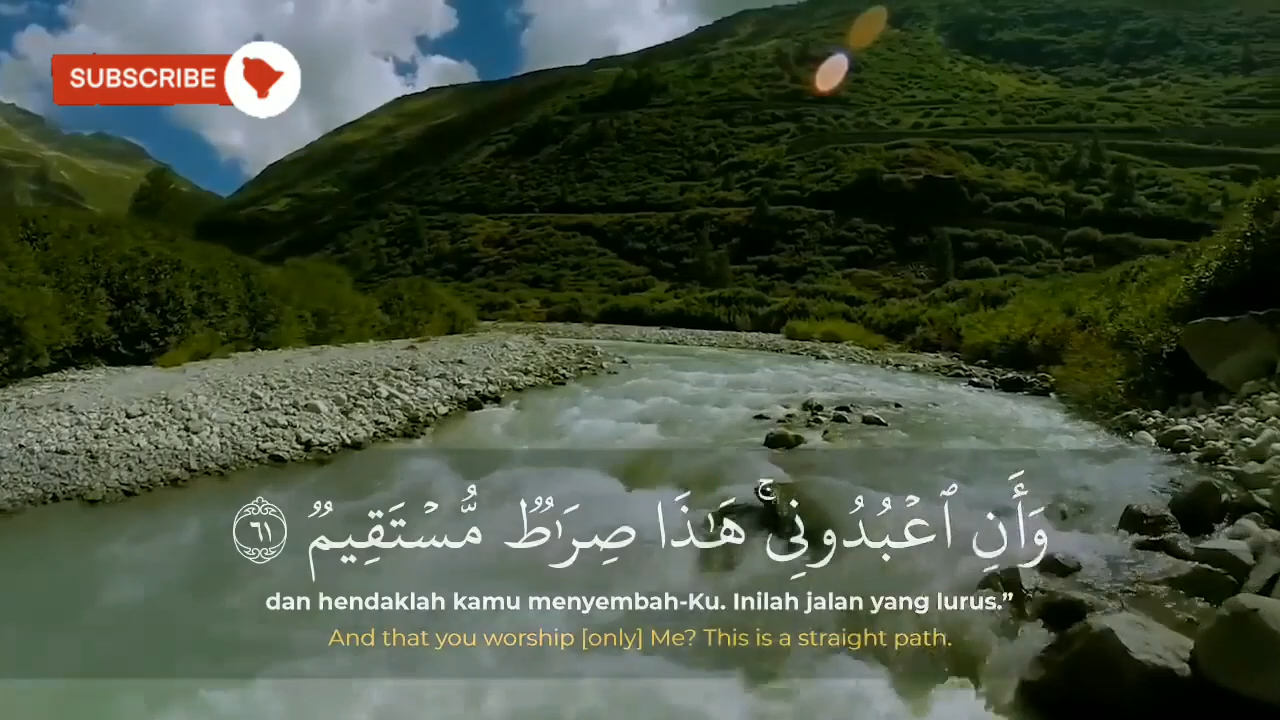 SUBSCRIBE
وَأَنِ ٱعْبُدُونِى ۚ هَـٰذَا صِرَٰطٌ مُّسْتَقِيمٌ ٦١
dan hendaklah kamu menyembah-Ku. Inilah jalan yang lurus.”
And that you worship [only] Me? This is a straight path.